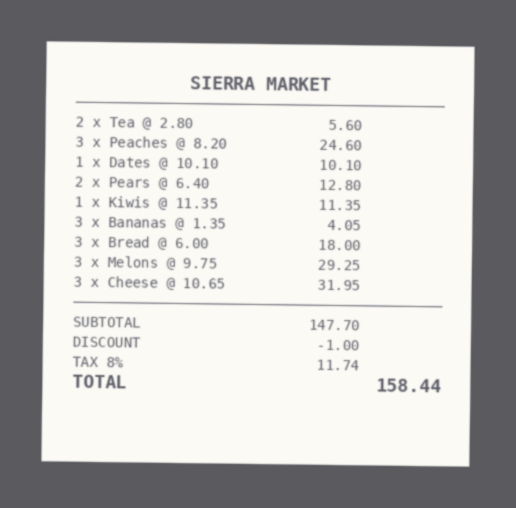 SIERRA MARKET
2 x Tea @ 2.80 5.60
3 x Peaches @ 8.20 24.60
1 x Dates @ 10.10 10.10
2 x Pears @ 6.40 12.80
1 x Kiwis @ 11.35 11.35
3 x Bananas @ 1.35 4.05
3 x Bread @ 6.00 18.00
3 x Melons @ 9.75 29.25
3 x Cheese @ 10.65 31.95
SUBTOTAL 147.70
DISCOUNT -1.00
TAX 8% 11.74
TOTAL 158.44